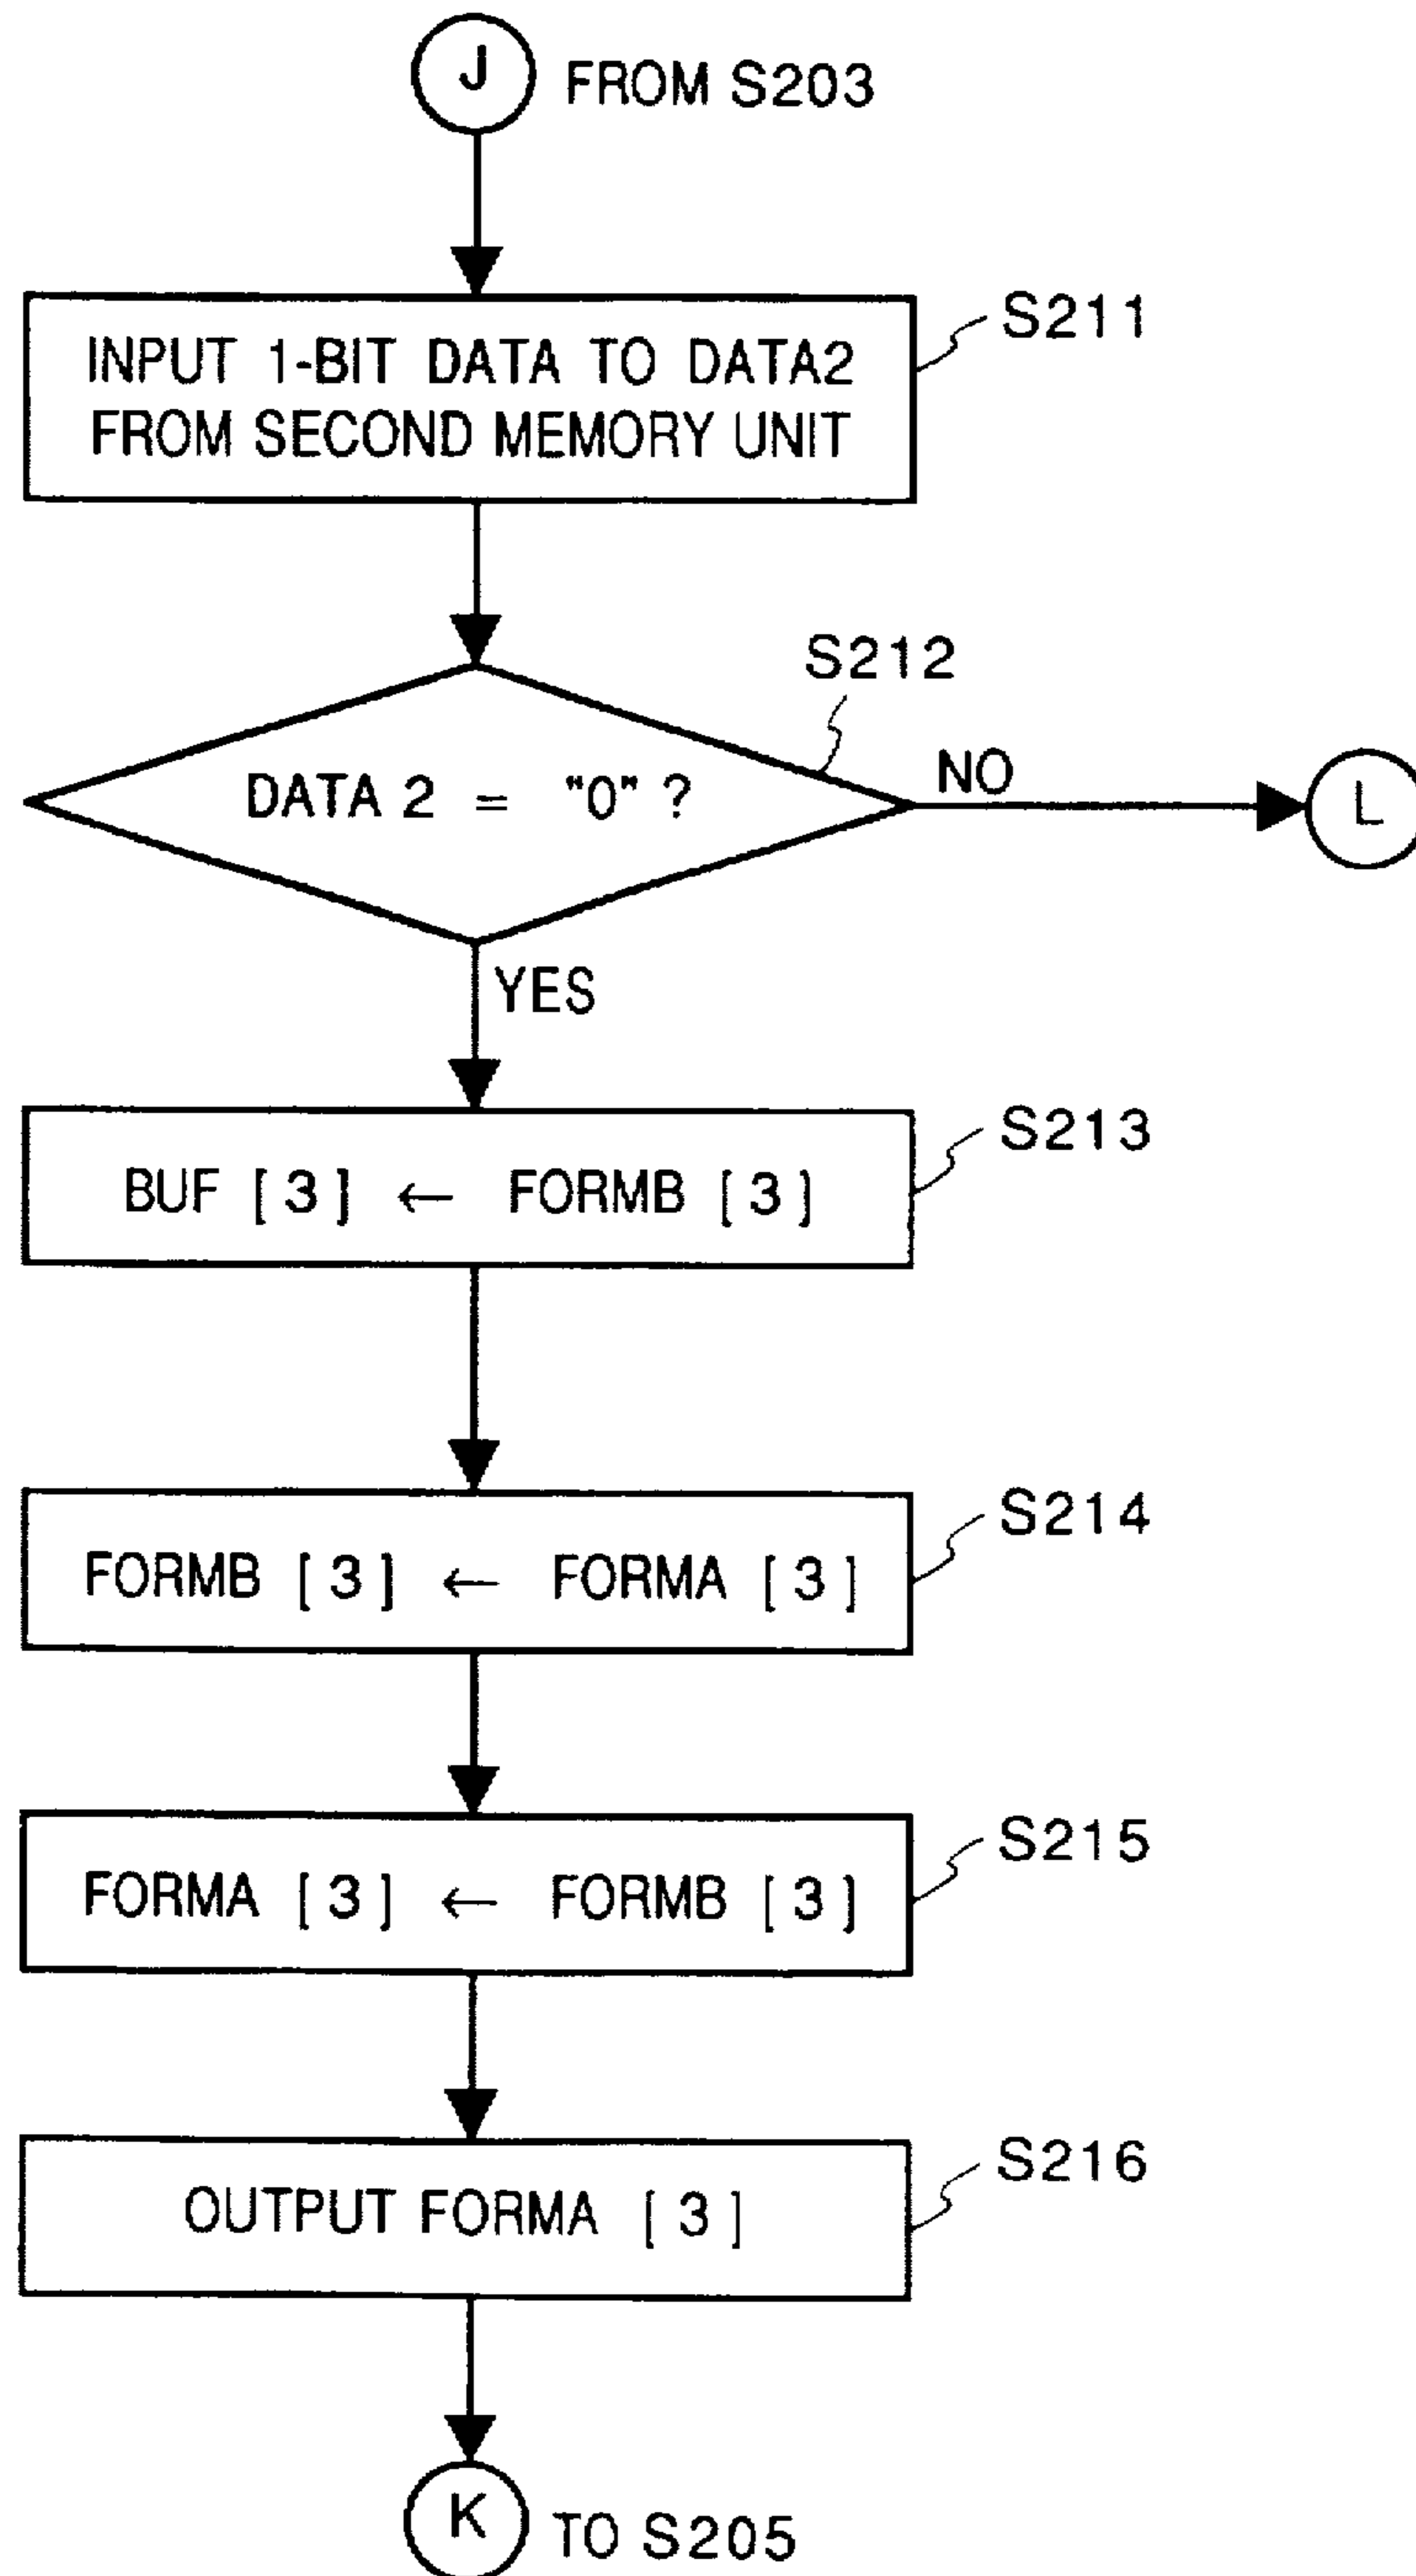 J FROM S203
S211
INPUT 1-BIT DATA TO DATA2
FROM SECOND MEMORY UNIT
S212
DATA 2 = "0" ?
NO
L
YES
S213
BUF [ 3 ] ← FORMB [ 3 ]
S214
FORMB [ 3 ] ← FORMA [ 3 ]
S215
FORMA [ 3 ] ← FORMB [ 3 ]
S216
OUTPUT FORMA [ 3 ]
K TO S205